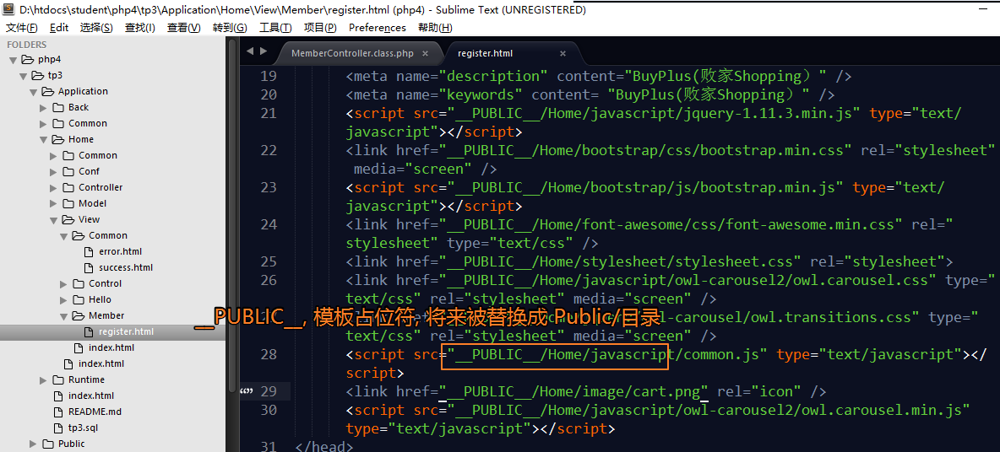 D:\htdocs\student\php4\tp3\Application\Home\View\Member\register.html (php4) - Sublime Text (UNREGISTERED)
文件(F) Edit 选择(S) 查找(I) 查看(V) 转到(G) 工具(T) 项目(P) Preferences 帮助(H)
FOLDERS
php4
tp3
Application
Back
Common
Home
Common
Conf
Controller
Model
View
Common
error.html
success.html
Control
Hello
Member
register.html
index.html
index.html
Runtime
index.html
README.md
tp3.sql
Public
MemberController.class.php × register.html ×
19 <meta name="description" content="BuyPlus(败家Shopping）" />
20 <meta name="keywords" content= "BuyPlus(败家Shopping）" />
21 <script src="__PUBLIC__/Home/javascript/jquery-1.11.3.min.js" type="text/
javascript"></script>
22 <link href="__PUBLIC__/Home/bootstrap/css/bootstrap.min.css" rel="stylesheet"
media="screen" />
23 <script src="__PUBLIC__/Home/bootstrap/js/bootstrap.min.js" type="text/
javascript"></script>
24 <link href="__PUBLIC__/Home/font-awesome/css/font-awesome.min.css" rel="
stylesheet" type="text/css" />
25 <link href="__PUBLIC__/Home/stylesheet/stylesheet.css" rel="stylesheet">
26 <link href="__PUBLIC__/Home/javascript/owl-carousel2/owl.carousel.css" type="
text/css" rel="stylesheet" media="screen" />
owl-carousel/owl.transitions.css" type="
__PUBLIC__, 模板占位符, 将来被替换成 Public/目录
text/css" rel="stylesheet" media="screen" />
28 <script src="__PUBLIC__/Home/javascript/common.js" type="text/javascript"></
script>
29 <link href="__PUBLIC__/Home/image/cart.png" rel="icon" />
30 <script src="__PUBLIC__/Home/javascript/owl-carousel2/owl.carousel.min.js"
type="text/javascript"></script>
31 </head>